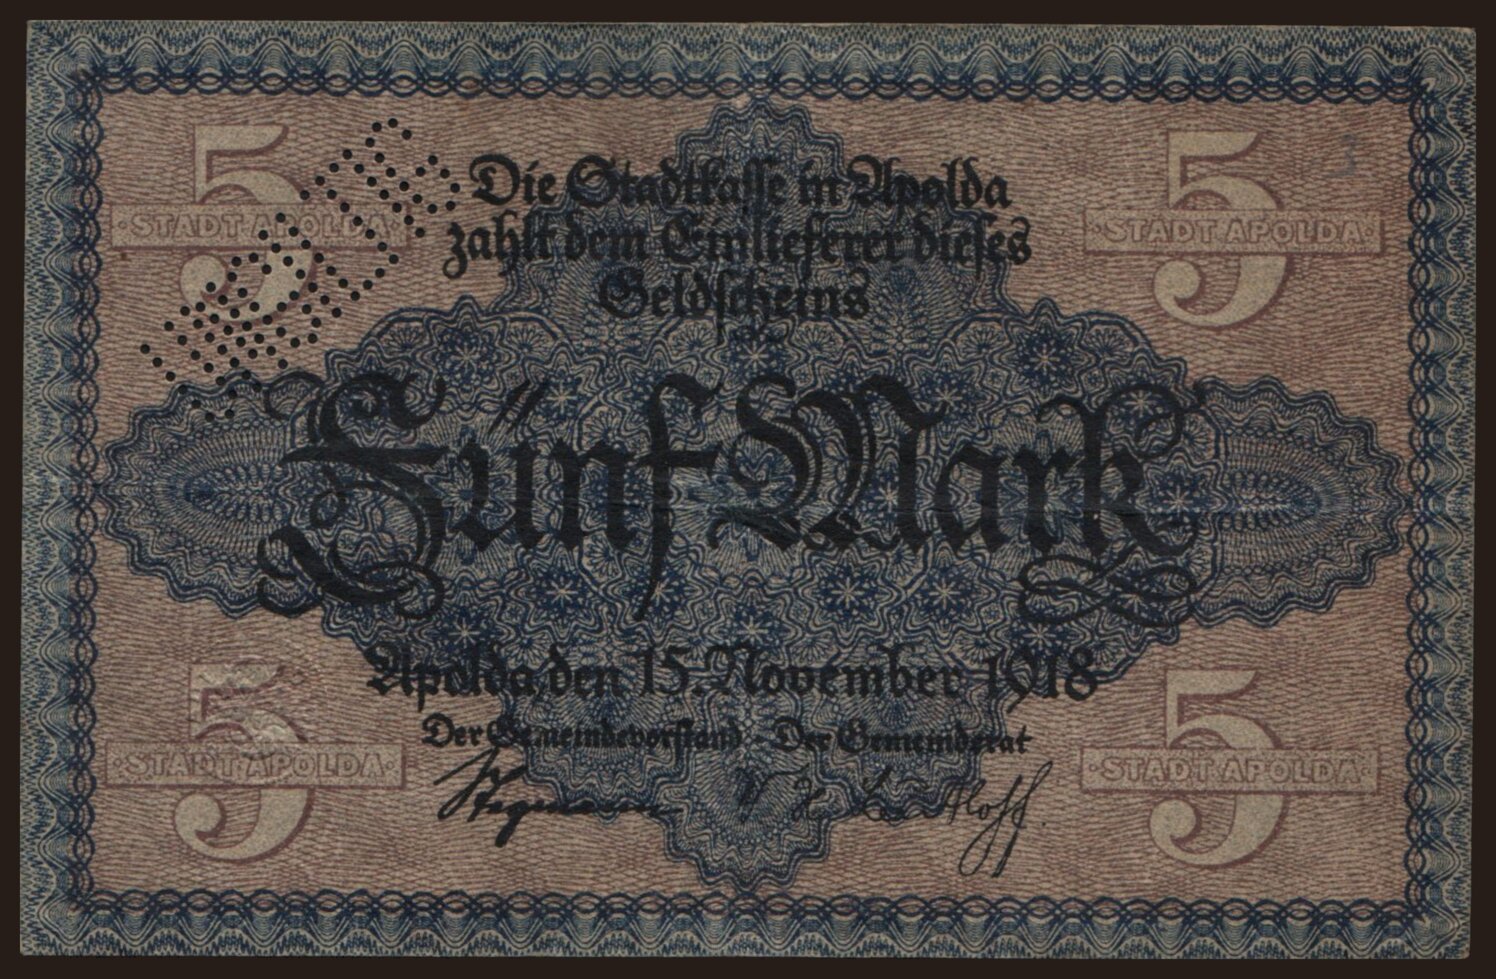 5 5
STADT APOLDA STADT APOLDA
Die Stadtkasse in Apolda
zahlt dem Einlieferer dieses
Geldscheins
Fünf Mark
Apolda, den 15. November 1918
Der Gemeindevorstand Der Gemeinderat
5 5
STADT APOLDA STADT APOLDA